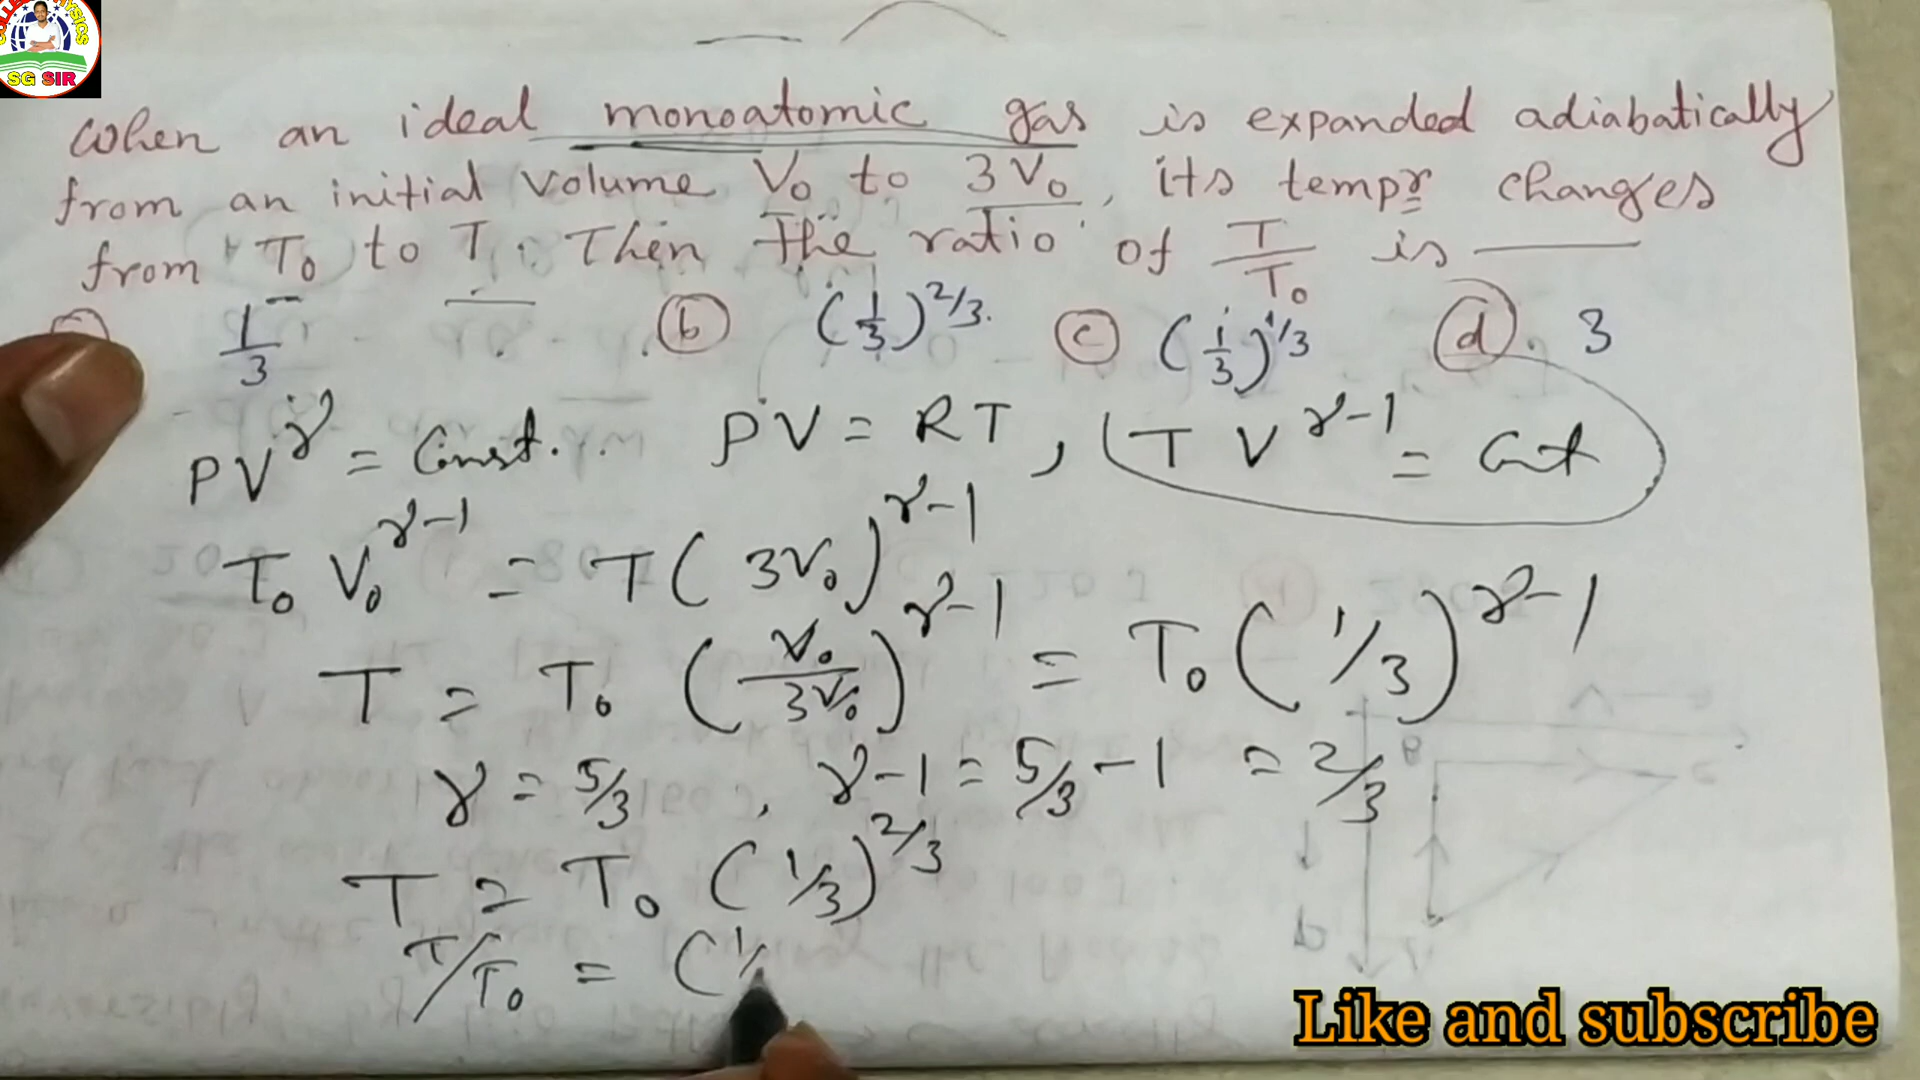 SG SIR
When an ideal monoatomic gas is expanded adiabatically
from an initial volume V₀ to 3V₀, its tempr changes
from T₀ to T. Then the ratio of T/T₀ is ____
1/3 (b) (1/3)^2/3. (c) (1/3)^1/3 (d). 3
PV^γ = Const. PV = RT, TV^γ-1 = Cnt
T₀ V₀^γ-1 = T(3V₀)^γ-1
T = T₀ (V₀/3V₀)^γ-1 = T₀ (1/3)^γ-1
γ = 5/3, γ-1 = 5/3 - 1 = 2/3
T = T₀ (1/3)^2/3
T/T₀ = (1/
Like and subscribe